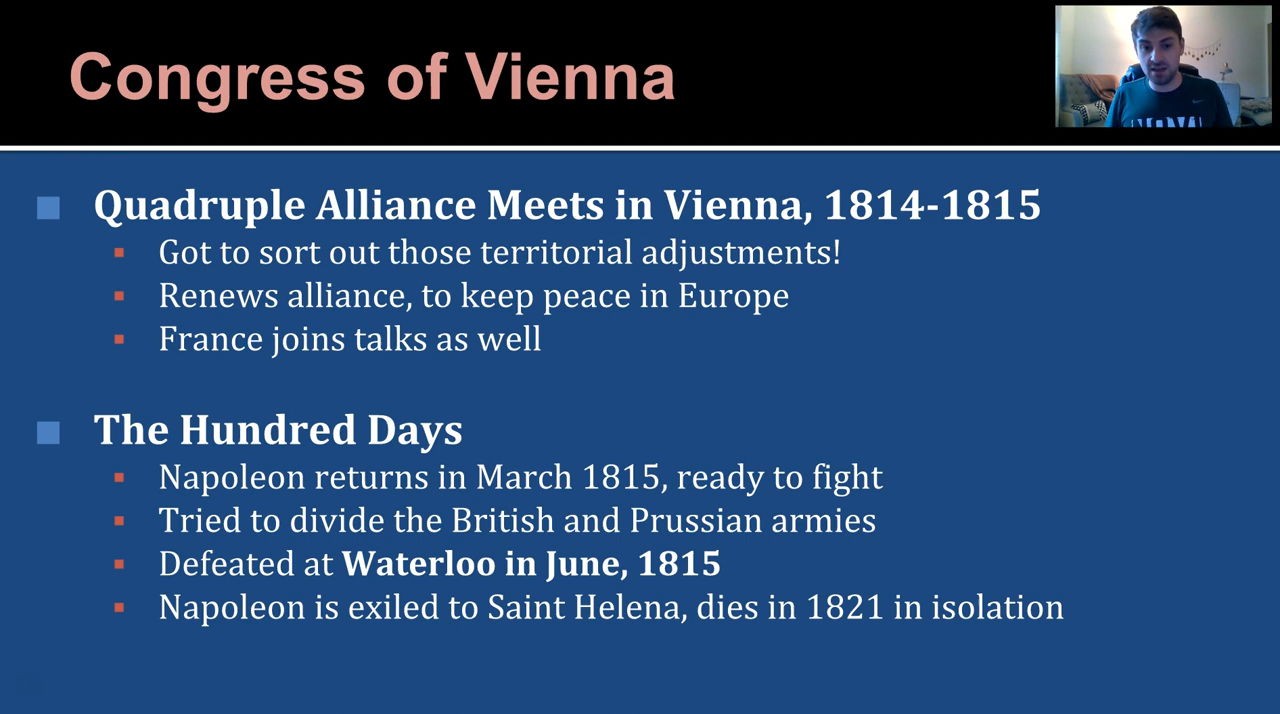 Congress of Vienna
Quadruple Alliance Meets in Vienna, 1814-1815
Got to sort out those territorial adjustments!
Renews alliance, to keep peace in Europe
France joins talks as well
The Hundred Days
Napoleon returns in March 1815, ready to fight
Tried to divide the British and Prussian armies
Defeated at Waterloo in June, 1815
Napoleon is exiled to Saint Helena, dies in 1821 in isolation